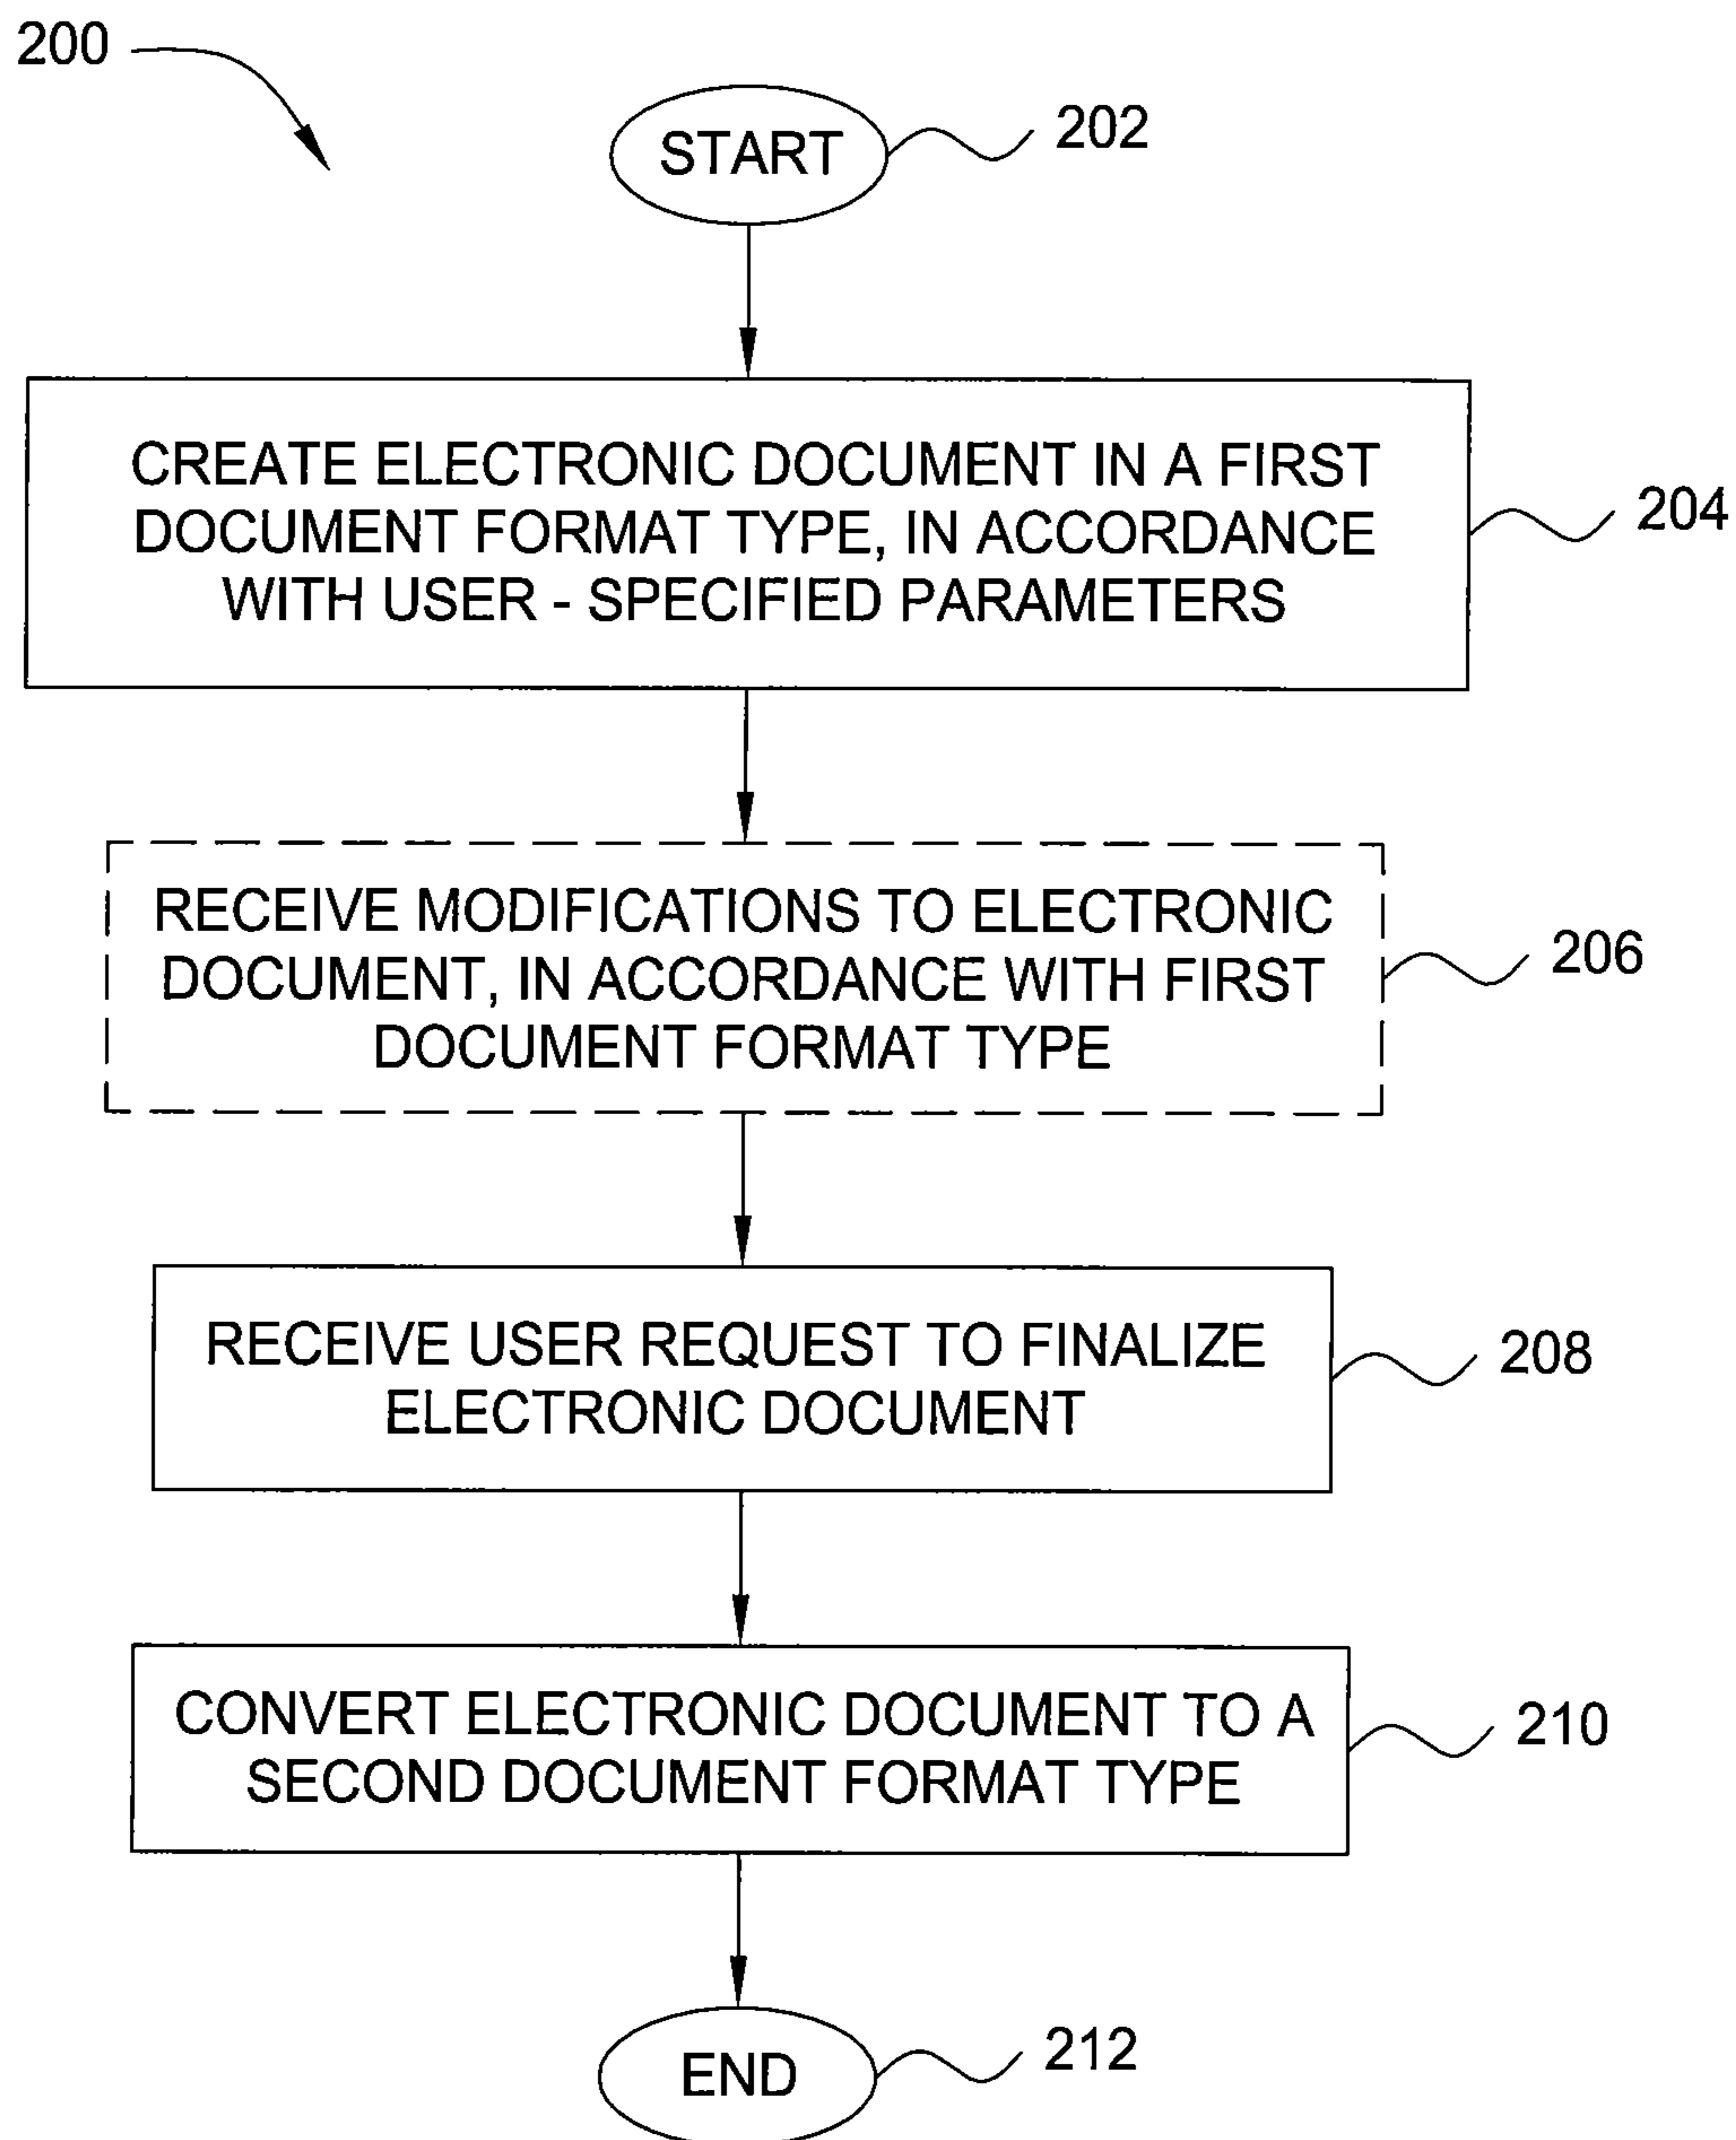 200
START
202
CREATE ELECTRONIC DOCUMENT IN A FIRST
DOCUMENT FORMAT TYPE, IN ACCORDANCE
WITH USER - SPECIFIED PARAMETERS
204
RECEIVE MODIFICATIONS TO ELECTRONIC
DOCUMENT, IN ACCORDANCE WITH FIRST
DOCUMENT FORMAT TYPE
206
RECEIVE USER REQUEST TO FINALIZE
ELECTRONIC DOCUMENT
208
CONVERT ELECTRONIC DOCUMENT TO A
SECOND DOCUMENT FORMAT TYPE
210
END
212